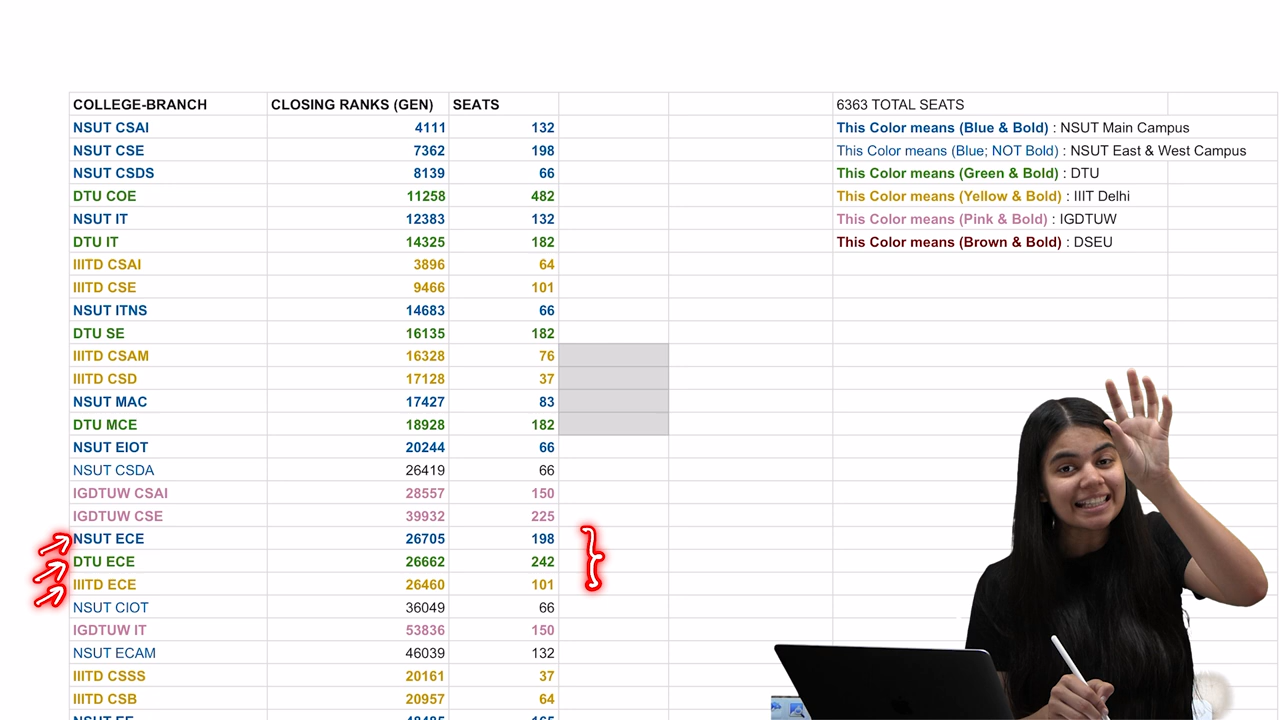 COLLEGE-BRANCH CLOSING RANKS (GEN) SEATS 6363 TOTAL SEATS
NSUT CSAI 4111 132 This Color means (Blue & Bold) : NSUT Main Campus
NSUT CSE 7362 198 This Color means (Blue; NOT Bold) : NSUT East & West Campus
NSUT CSDS 8139 66 This Color means (Green & Bold) : DTU
DTU COE 11258 482 This Color means (Yellow & Bold) : IIIT Delhi
NSUT IT 12383 132 This Color means (Pink & Bold) : IGDTUW
DTU IT 14325 182 This Color means (Brown & Bold) : DSEU
IIITD CSAI 3896 64
IIITD CSE 9466 101
NSUT ITNS 14683 66
DTU SE 16135 182
IIITD CSAM 16328 76
IIITD CSD 17128 37
NSUT MAC 17427 83
DTU MCE 18928 182
NSUT EIOT 20244 66
NSUT CSDA 26419 66
IGDTUW CSAI 28557 150
IGDTUW CSE 39932 225
NSUT ECE 26705 198
DTU ECE 26662 242
IIITD ECE 26460 101
NSUT CIOT 36049 66
IGDTUW IT 53836 150
NSUT ECAM 46039 132
IIITD CSSS 20161 37
IIITD CSB 20957 64